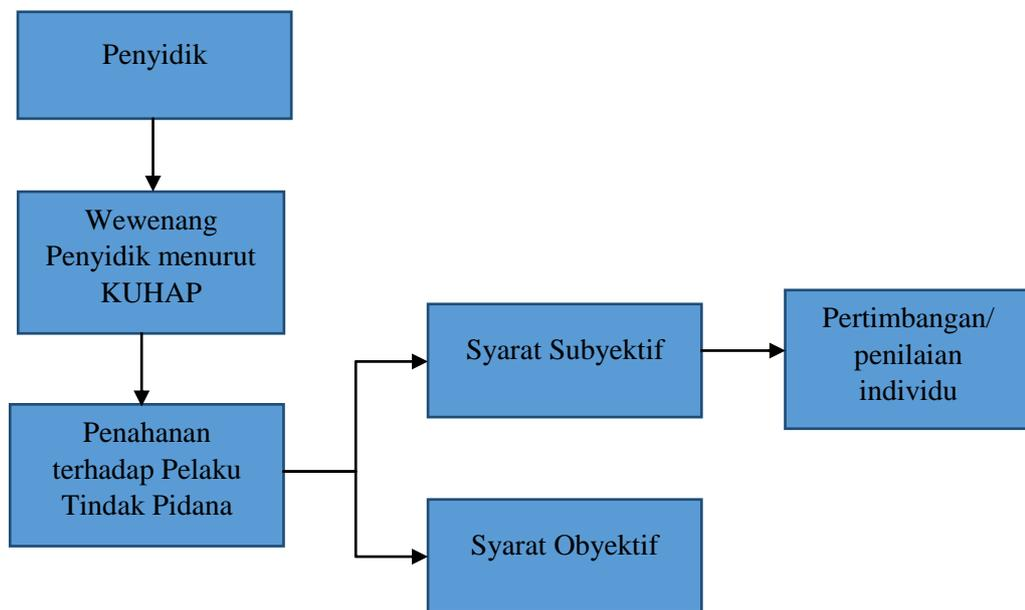 Penyidik
Wewenang
Penyidik menurut
KUHAP
Penahanan
terhadap Pelaku
Tindak Pidana
Syarat Subyektif
Pertimbangan/
penilaian
individu
Syarat Obyektif